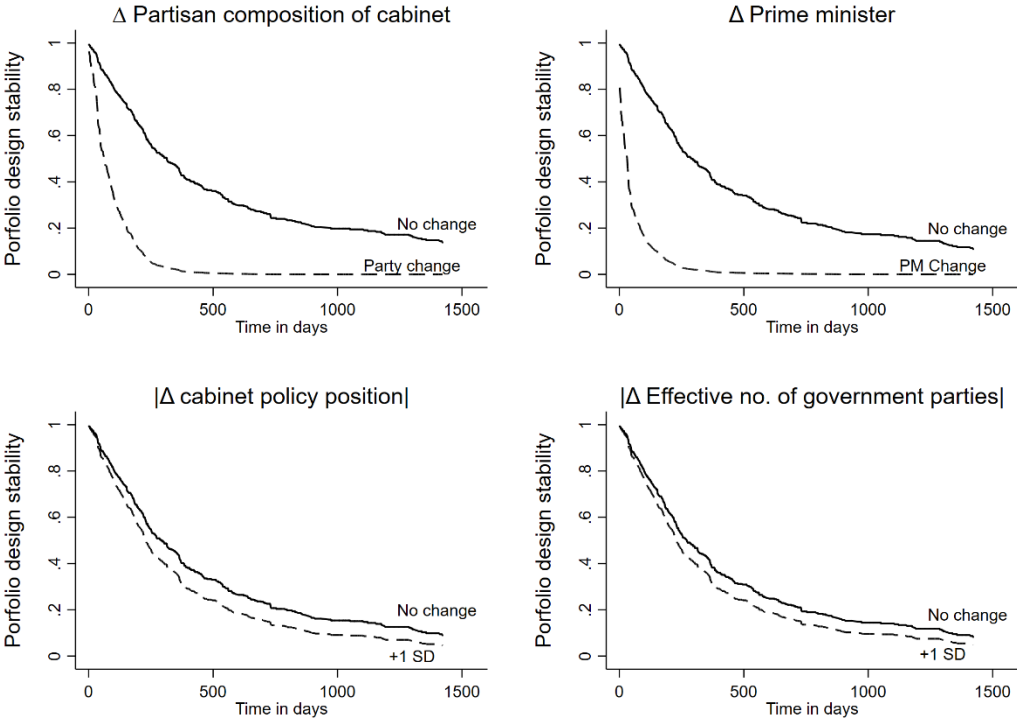 Δ Partisan composition of cabinet
Porfolio design stability
1
.8
.6
.4
.2
0
No change
Party change
0 500 1000 1500
Time in days
Δ Prime minister
Porfolio design stability
1
.8
.6
.4
.2
0
No change
PM Change
0 500 1000 1500
Time in days
|Δ cabinet policy position|
Porfolio design stability
1
.8
.6
.4
.2
0
No change
+1 SD
0 500 1000 1500
Time in days
|Δ Effective no. of government parties|
Porfolio design stability
1
.8
.6
.4
.2
0
No change
+1 SD
0 500 1000 1500
Time in days